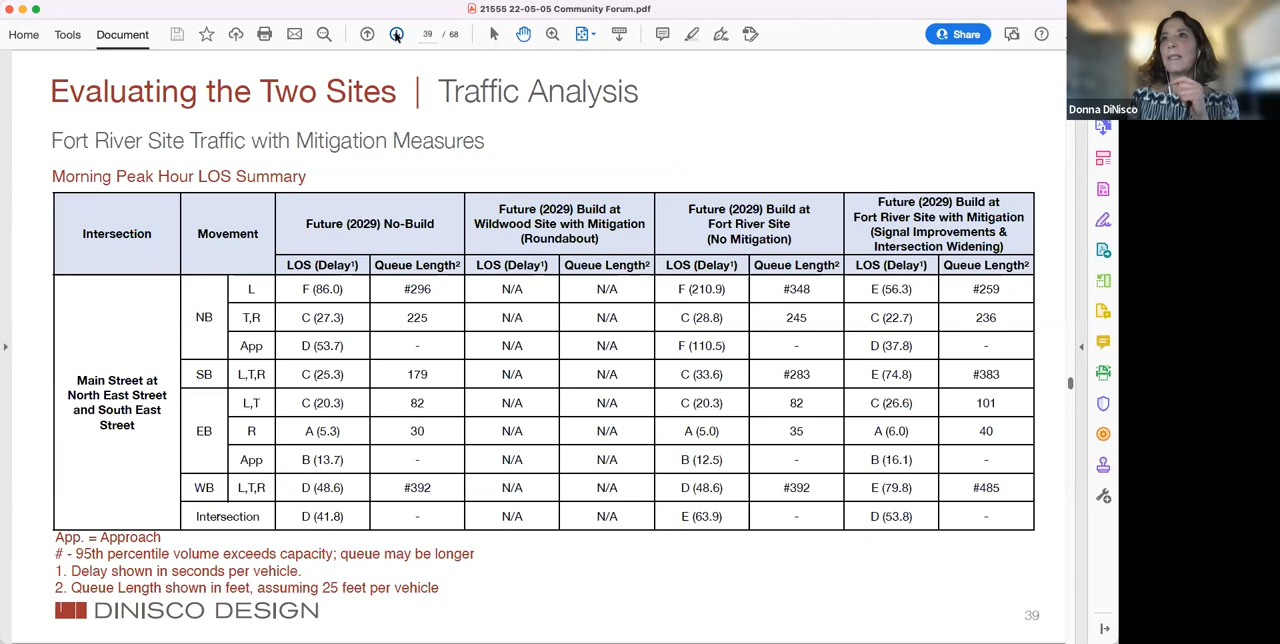 21555 22-05-05 Community Forum.pdf
Home Tools Document 39 / 68 Share
Donna DiNisco
Evaluating the Two Sites | Traffic Analysis
Fort River Site Traffic with Mitigation Measures
Morning Peak Hour LOS Summary
Intersection Movement Future (2029) No-Build Future (2029) Build at Wildwood Site with Mitigation (Roundabout) Future (2029) Build at Fort River Site (No Mitigation) Future (2029) Build at Fort River Site with Mitigation (Signal Improvements & Intersection Widening)
LOS (Delay¹) Queue Length² LOS (Delay¹) Queue Length² LOS (Delay¹) Queue Length² LOS (Delay¹) Queue Length²
Main Street at North East Street and South East Street
NB L F (86.0) #296 N/A N/A F (210.9) #348 E (56.3) #259
T,R C (27.3) 225 N/A N/A C (28.8) 245 C (22.7) 236
App D (53.7) - N/A N/A F (110.5) - D (37.8) -
SB L,T,R C (25.3) 179 N/A N/A C (33.6) #283 E (74.8) #383
EB L,T C (20.3) 82 N/A N/A C (20.3) 82 C (26.6) 101
R A (5.3) 30 N/A N/A A (5.0) 35 A (6.0) 40
App B (13.7) - N/A N/A B (12.5) - B (16.1) -
WB L,T,R D (48.6) #392 N/A N/A D (48.6) #392 E (79.8) #485
Intersection D (41.8) - N/A N/A E (63.9) - D (53.8) -
App. = Approach
# - 95th percentile volume exceeds capacity; queue may be longer
1. Delay shown in seconds per vehicle.
2. Queue Length shown in feet, assuming 25 feet per vehicle
DINISCO DESIGN
39